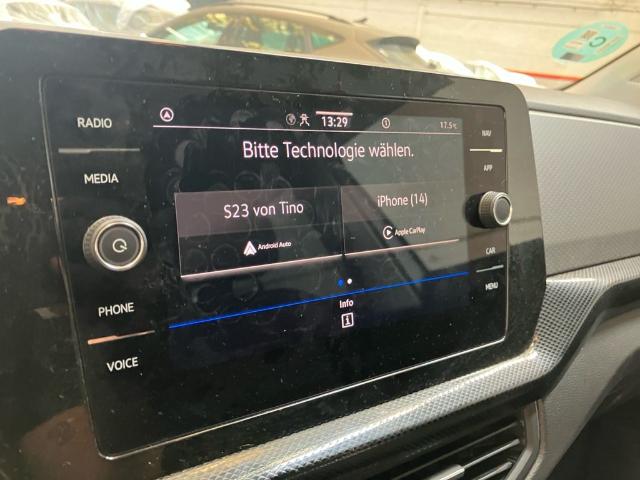 RADIO
MEDIA
PHONE
VOICE
13:29
17.5°C
Bitte Technologie wählen.
S23 von Tino
Android Auto
iPhone (14)
Apple CarPlay
Info
NAV
APP
CAR
MENU
C